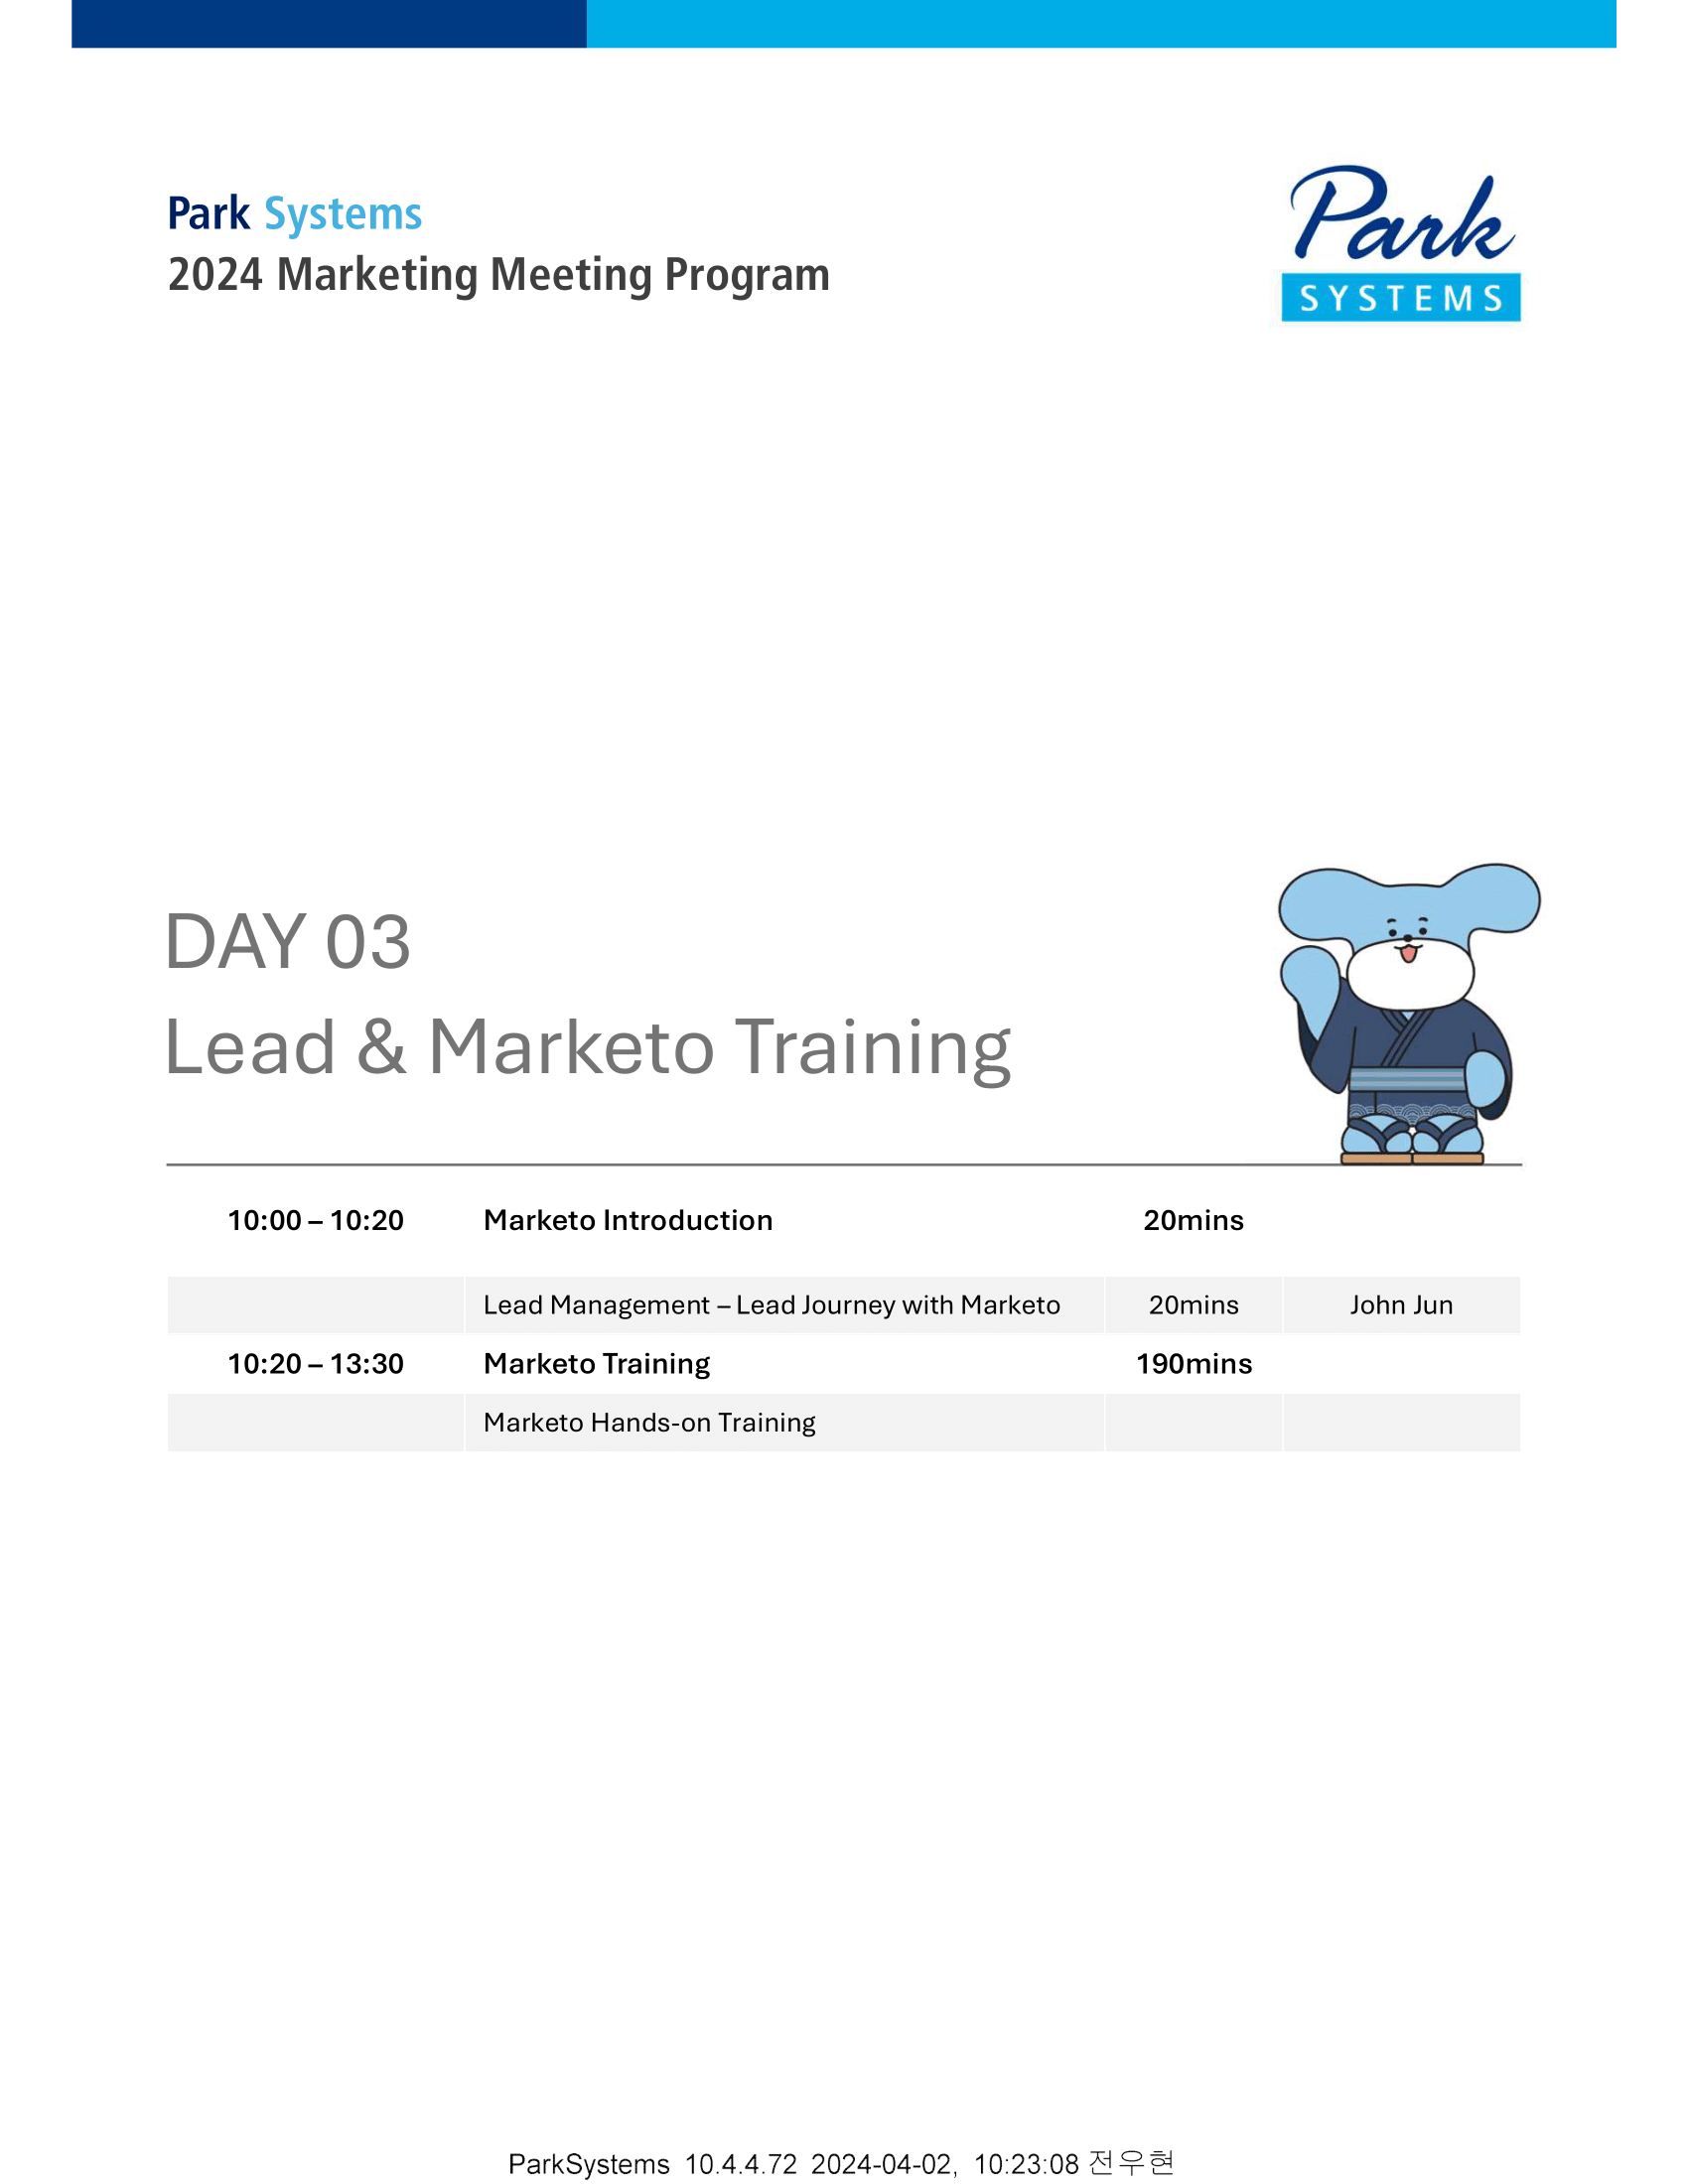 Park Systems
2024 Marketing Meeting Program
Park
SYSTEMS
DAY 03
Lead & Marketo Training
10:00 – 10:20 Marketo Introduction 20mins
Lead Management – Lead Journey with Marketo 20mins John Jun
10:20 – 13:30 Marketo Training 190mins
Marketo Hands-on Training
ParkSystems 10.4.4.72 2024-04-02, 10:23:08 전우현